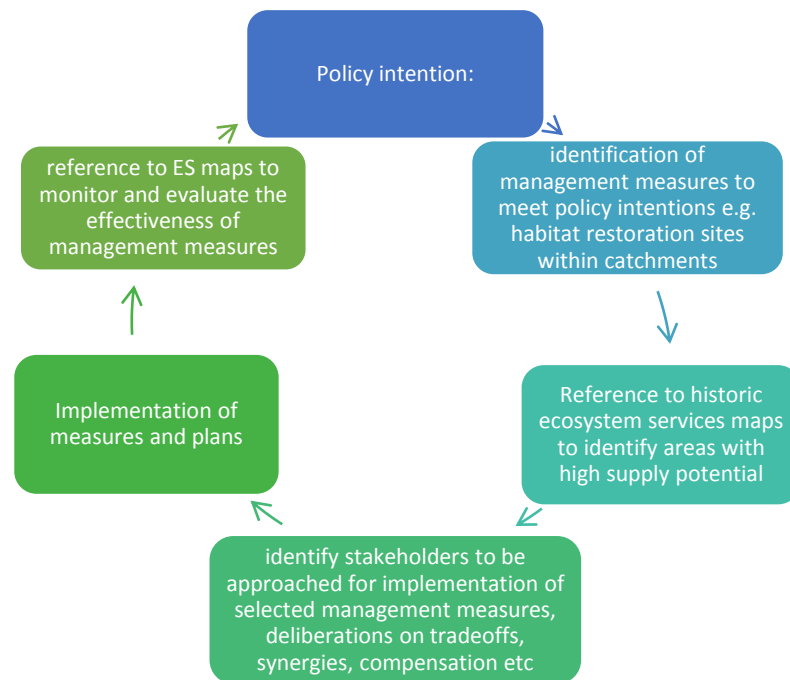 Policy intention:
identification of
management measures to
meet policy intentions e.g.
habitat restoration sites
within catchments
Reference to historic
ecosystem services maps
to identify areas with
high supply potential
identify stakeholders to be
approached for implementation of
selected management measures,
deliberations on tradeoffs,
synergies, compensation etc
Implementation of
measures and plans
reference to ES maps to
monitor and evaluate the
effectiveness of
management measures